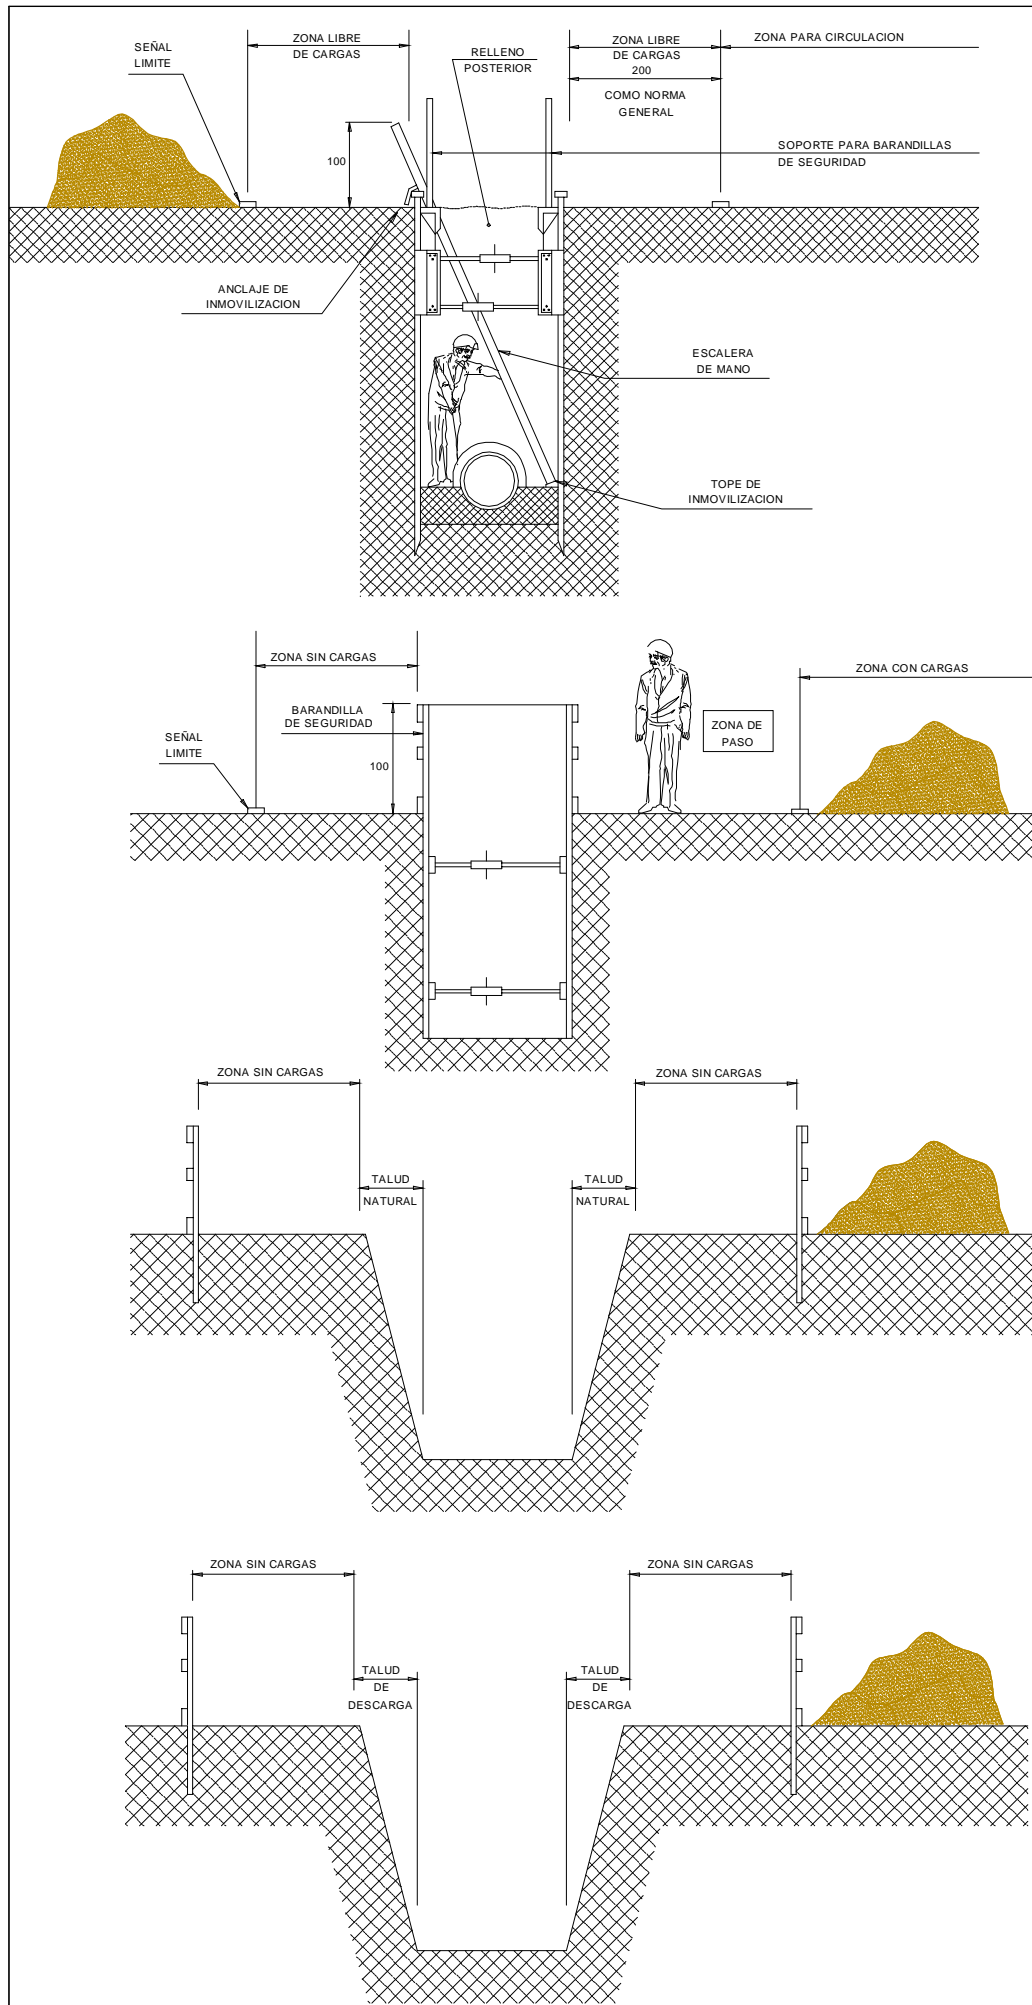 SEÑAL
LIMITE
ZONA LIBRE
DE CARGAS
RELLENO
POSTERIOR
ZONA LIBRE
DE CARGAS
200
COMO NORMA
GENERAL
ZONA PARA CIRCULACION
100
SOPORTE PARA BARANDILLAS
DE SEGURIDAD
ANCLAJE DE
INMOVILIZACION
ESCALERA
DE MANO
TOPE DE
INMOVILIZACION
ZONA SIN CARGAS
ZONA CON CARGAS
BARANDILLA
DE SEGURIDAD
SEÑAL
LIMITE
100
ZONA DE
PASO
ZONA SIN CARGAS
ZONA SIN CARGAS
TALUD
NATURAL
TALUD
NATURAL
ZONA SIN CARGAS
ZONA SIN CARGAS
TALUD
DE
DESCARGA
TALUD
DE
DESCARGA